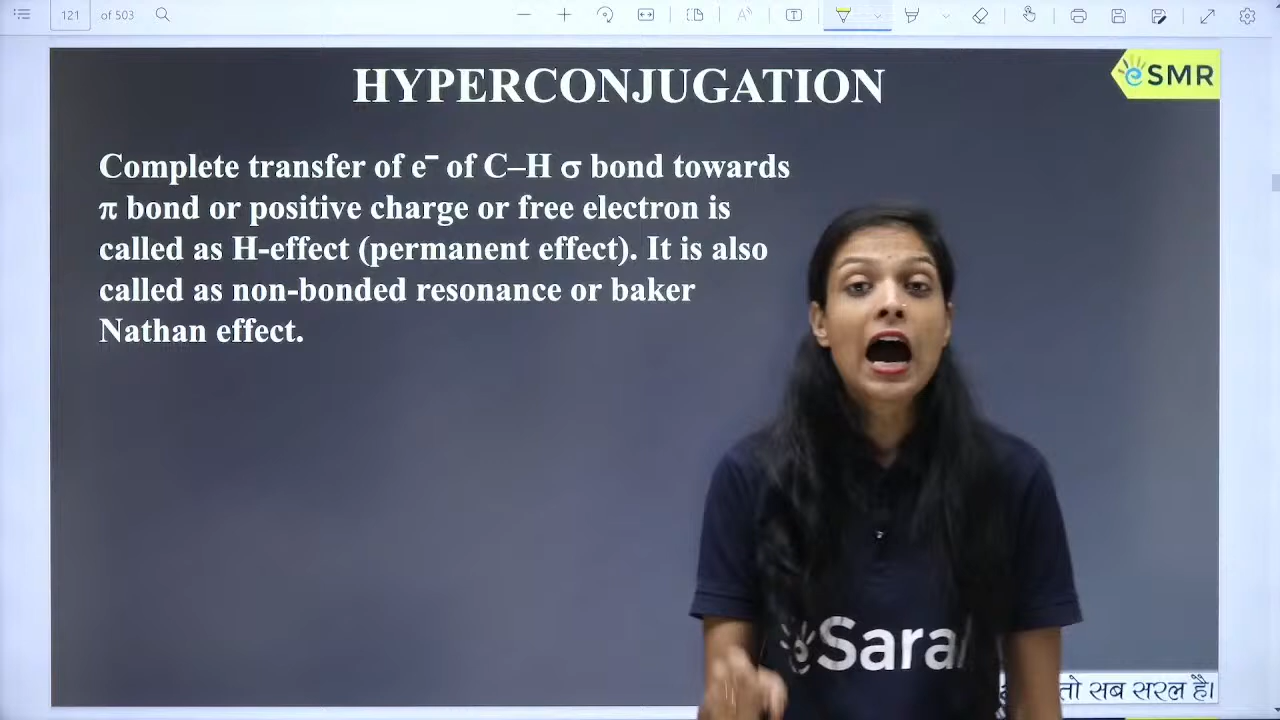 121 of 503
HYPERCONJUGATION
eSMR
Complete transfer of e⁻ of C–H σ bond towards
π bond or positive charge or free electron is
called as H-effect (permanent effect). It is also
called as non-bonded resonance or baker
Nathan effect.
eSaral
तो सब सरल है।